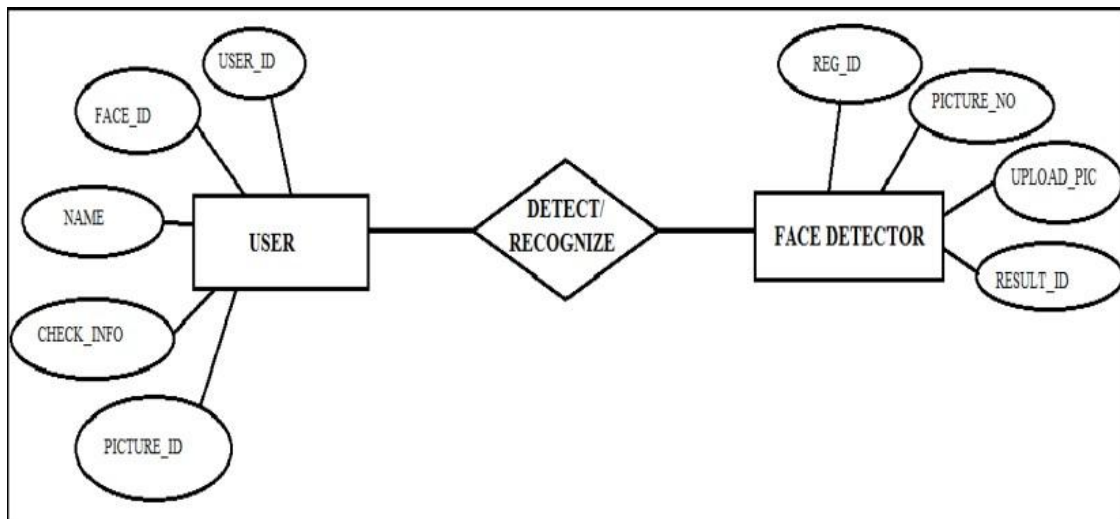 USER_ID
FACE_ID
NAME
CHECK_INFO
PICTURE_ID
USER
DETECT/
RECOGNIZE
REG_ID
PICTURE_NO
UPLOAD_PIC
RESULT_ID
FACE DETECTOR